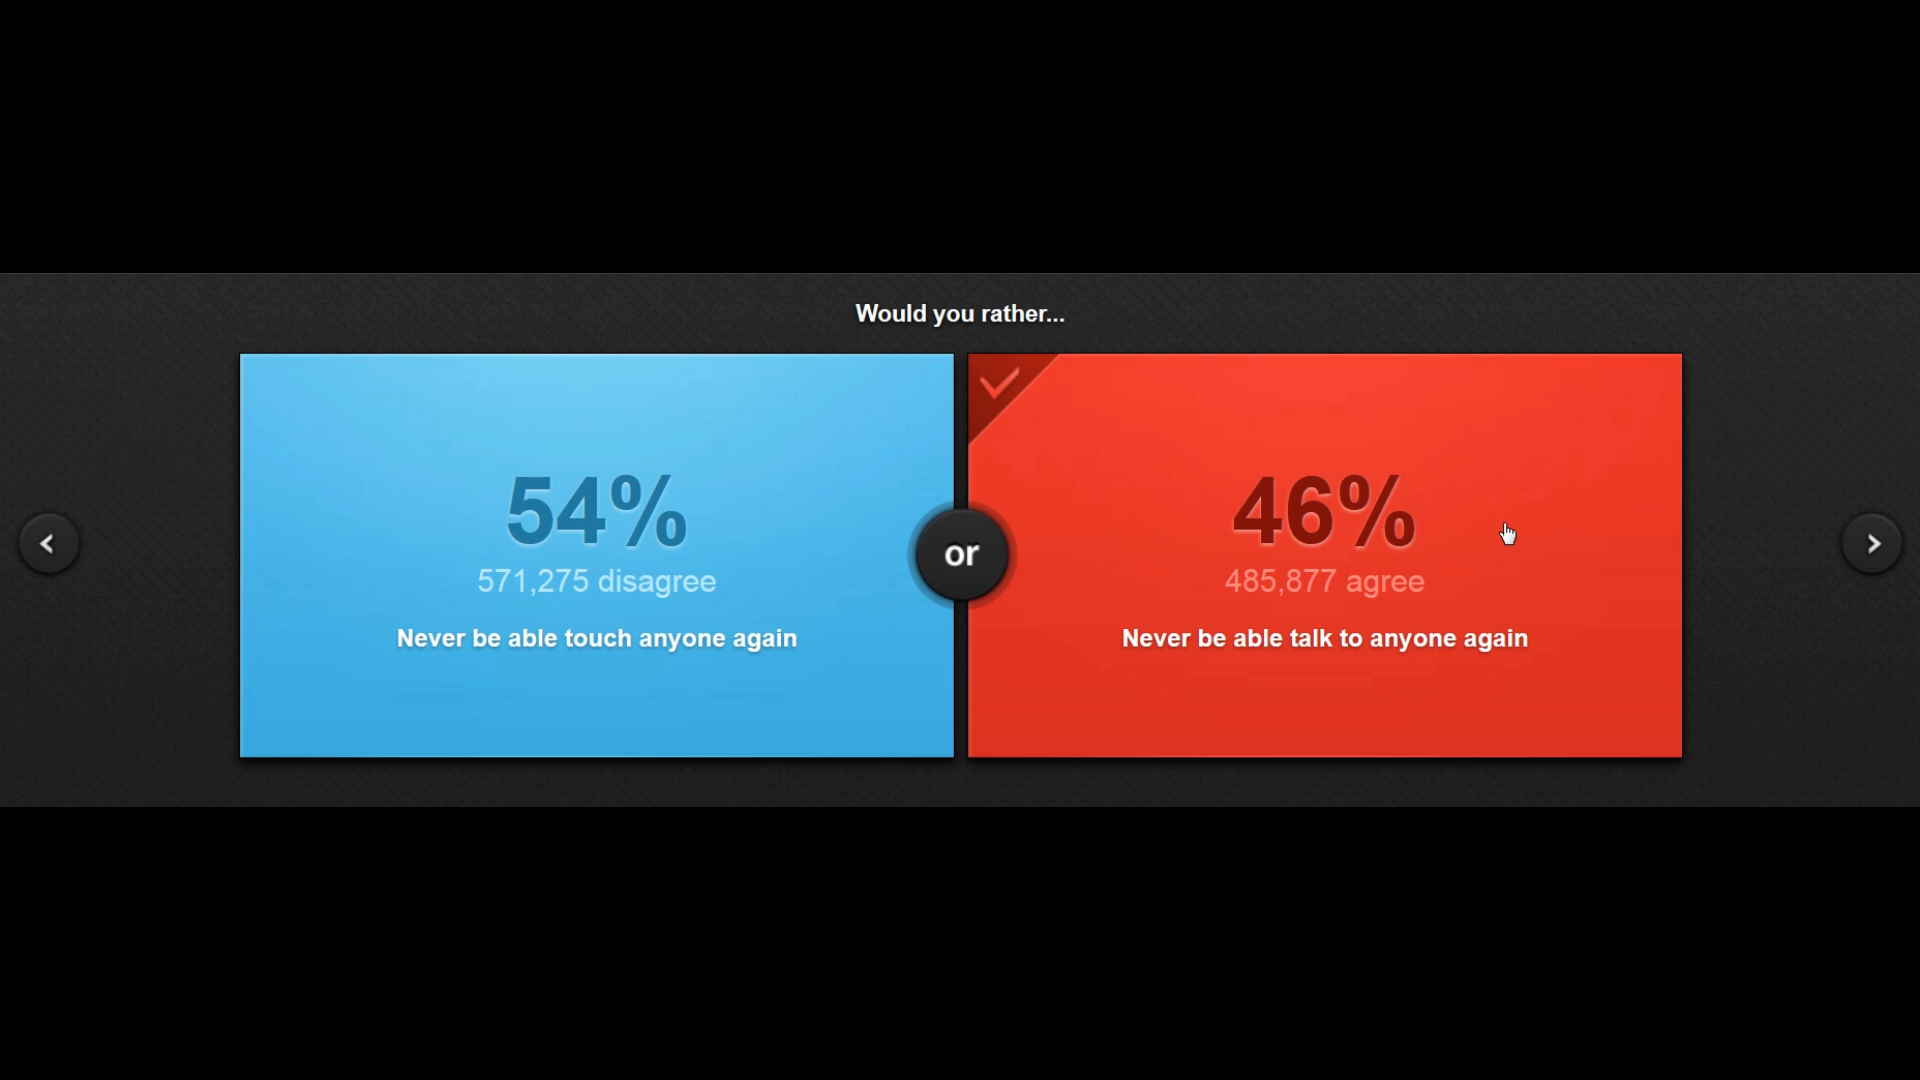 Would you rather...
54%
571,275 disagree
Never be able touch anyone again
or
46%
485,877 agree
Never be able talk to anyone again